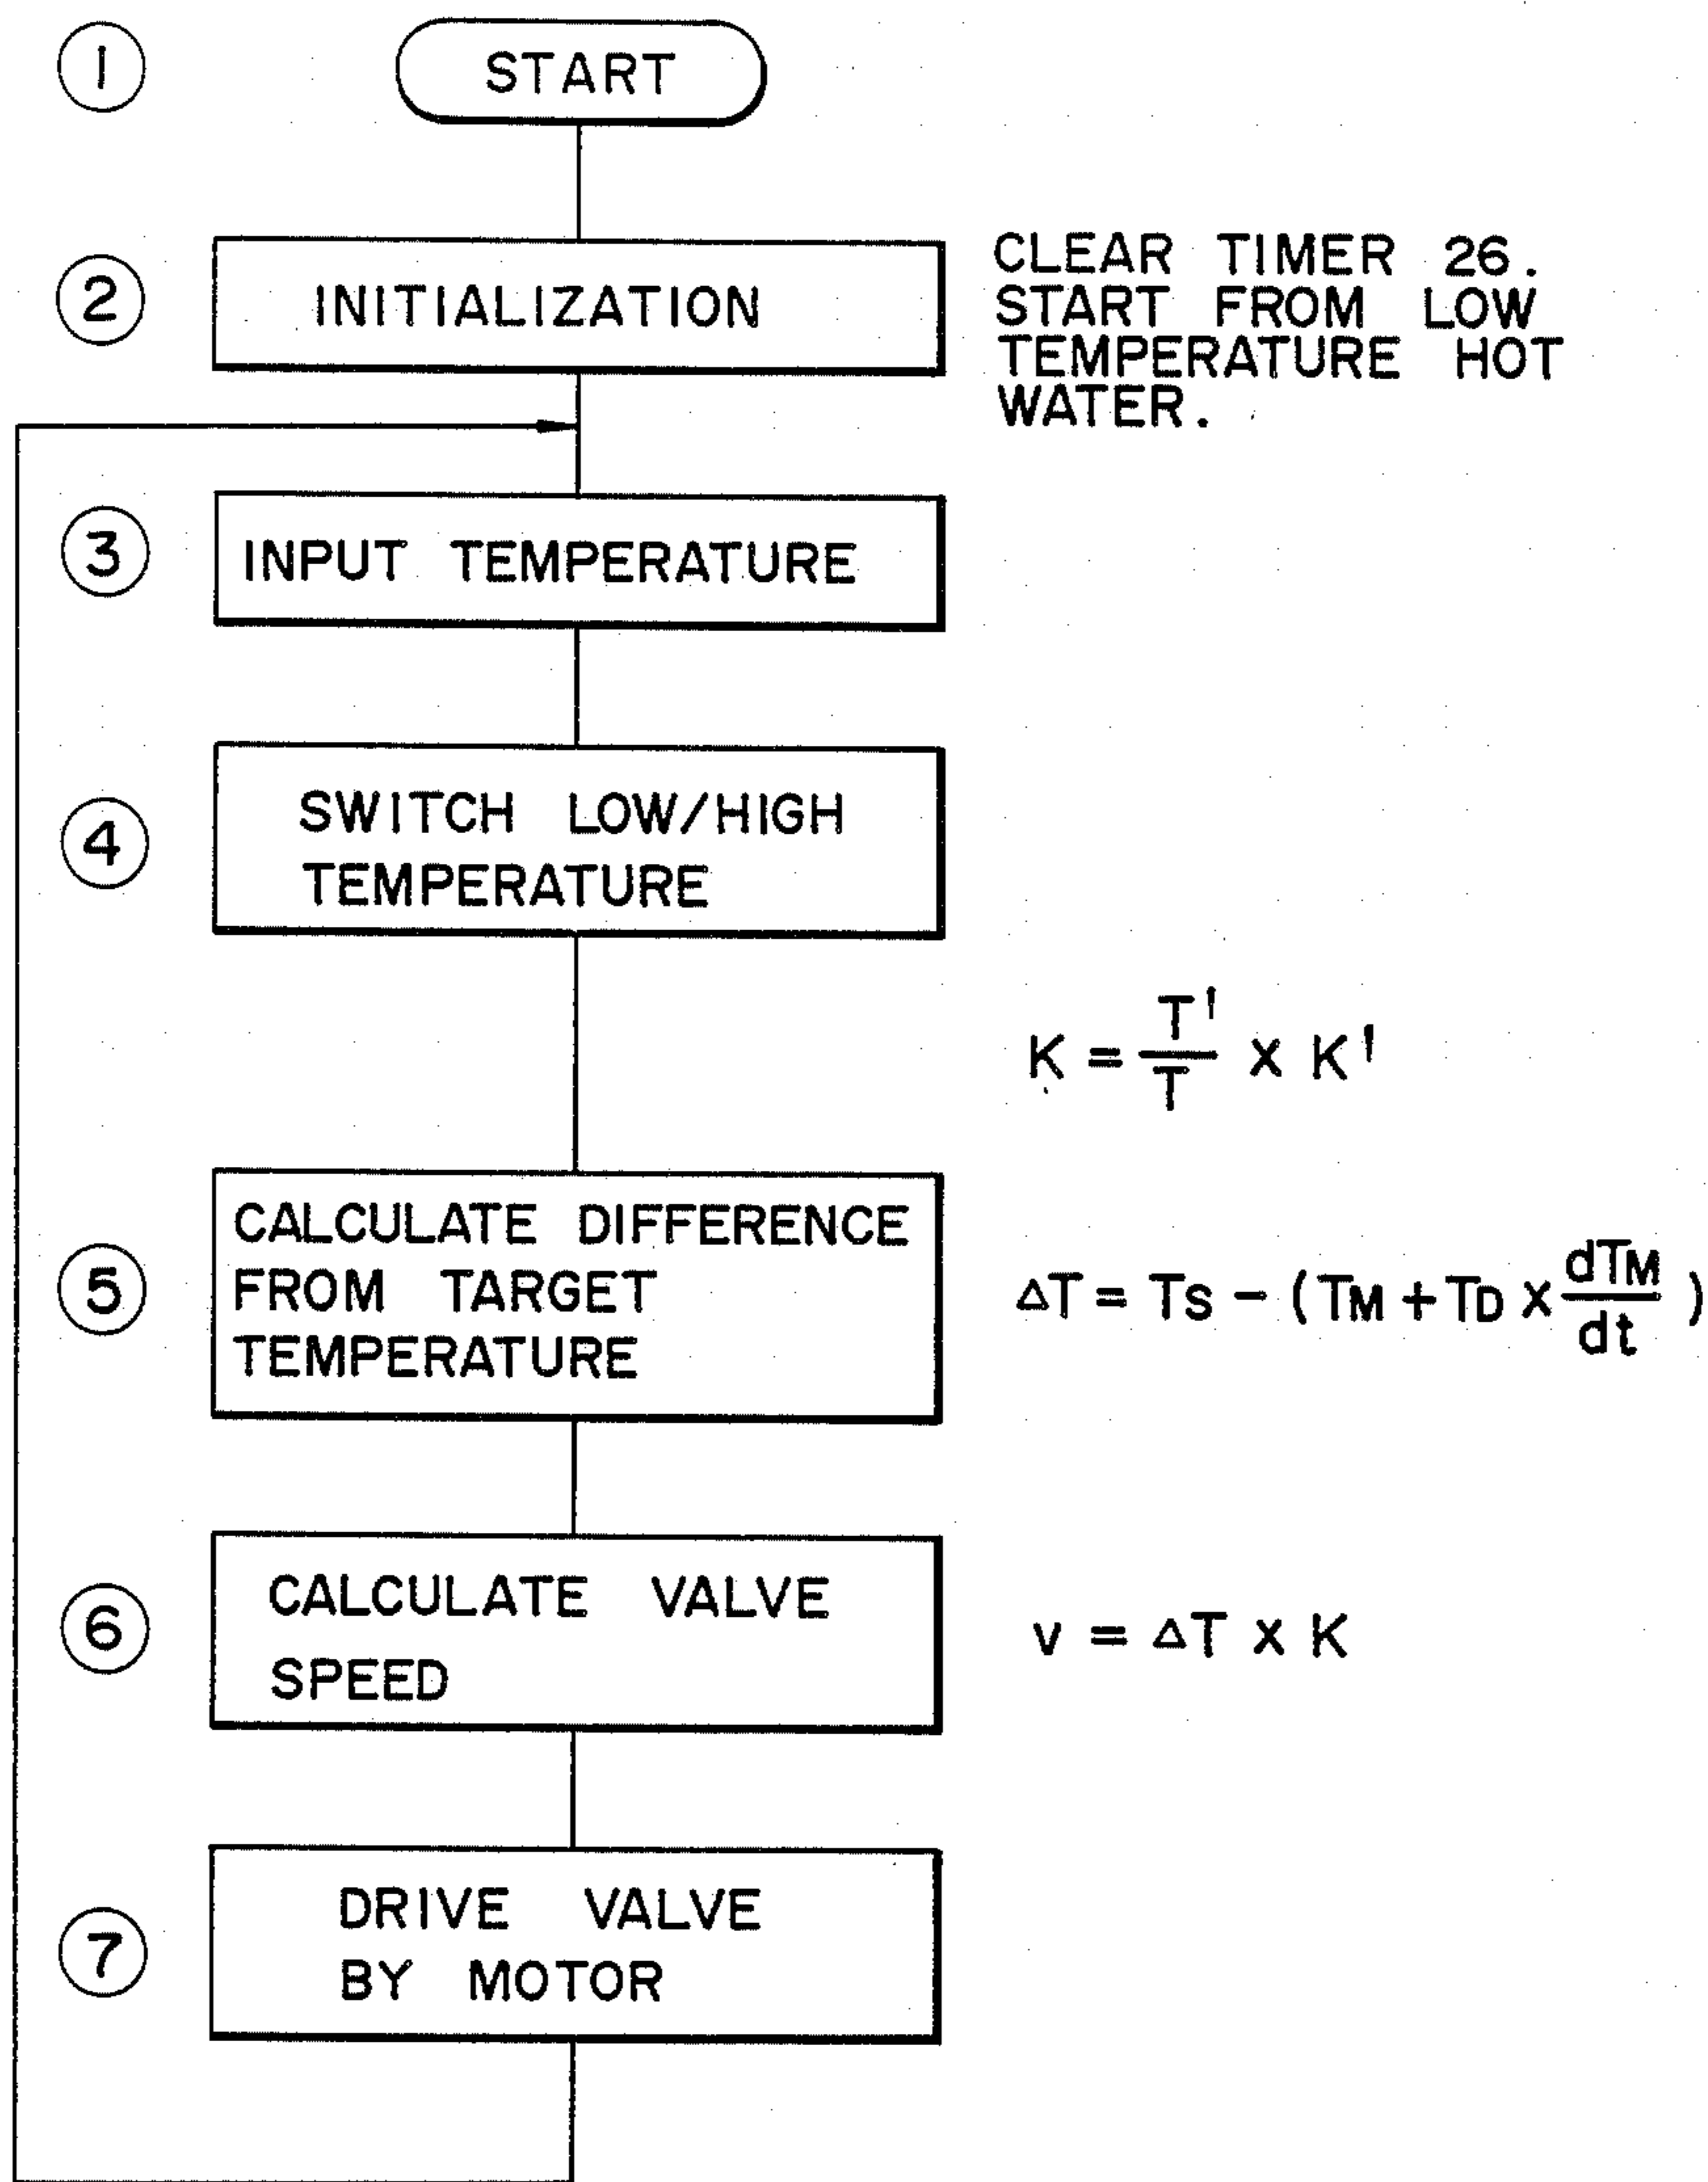 ① START
② INITIALIZATION
CLEAR TIMER 26.
START FROM LOW
TEMPERATURE HOT
WATER.
③ INPUT TEMPERATURE
④ SWITCH LOW/HIGH
TEMPERATURE
K = T'/T x K'
⑤ CALCULATE DIFFERENCE
FROM TARGET
TEMPERATURE
ΔT = TS - (TM + TD x dTM/dt)
⑥ CALCULATE VALVE
SPEED
v = ΔT x K
⑦ DRIVE VALVE
BY MOTOR